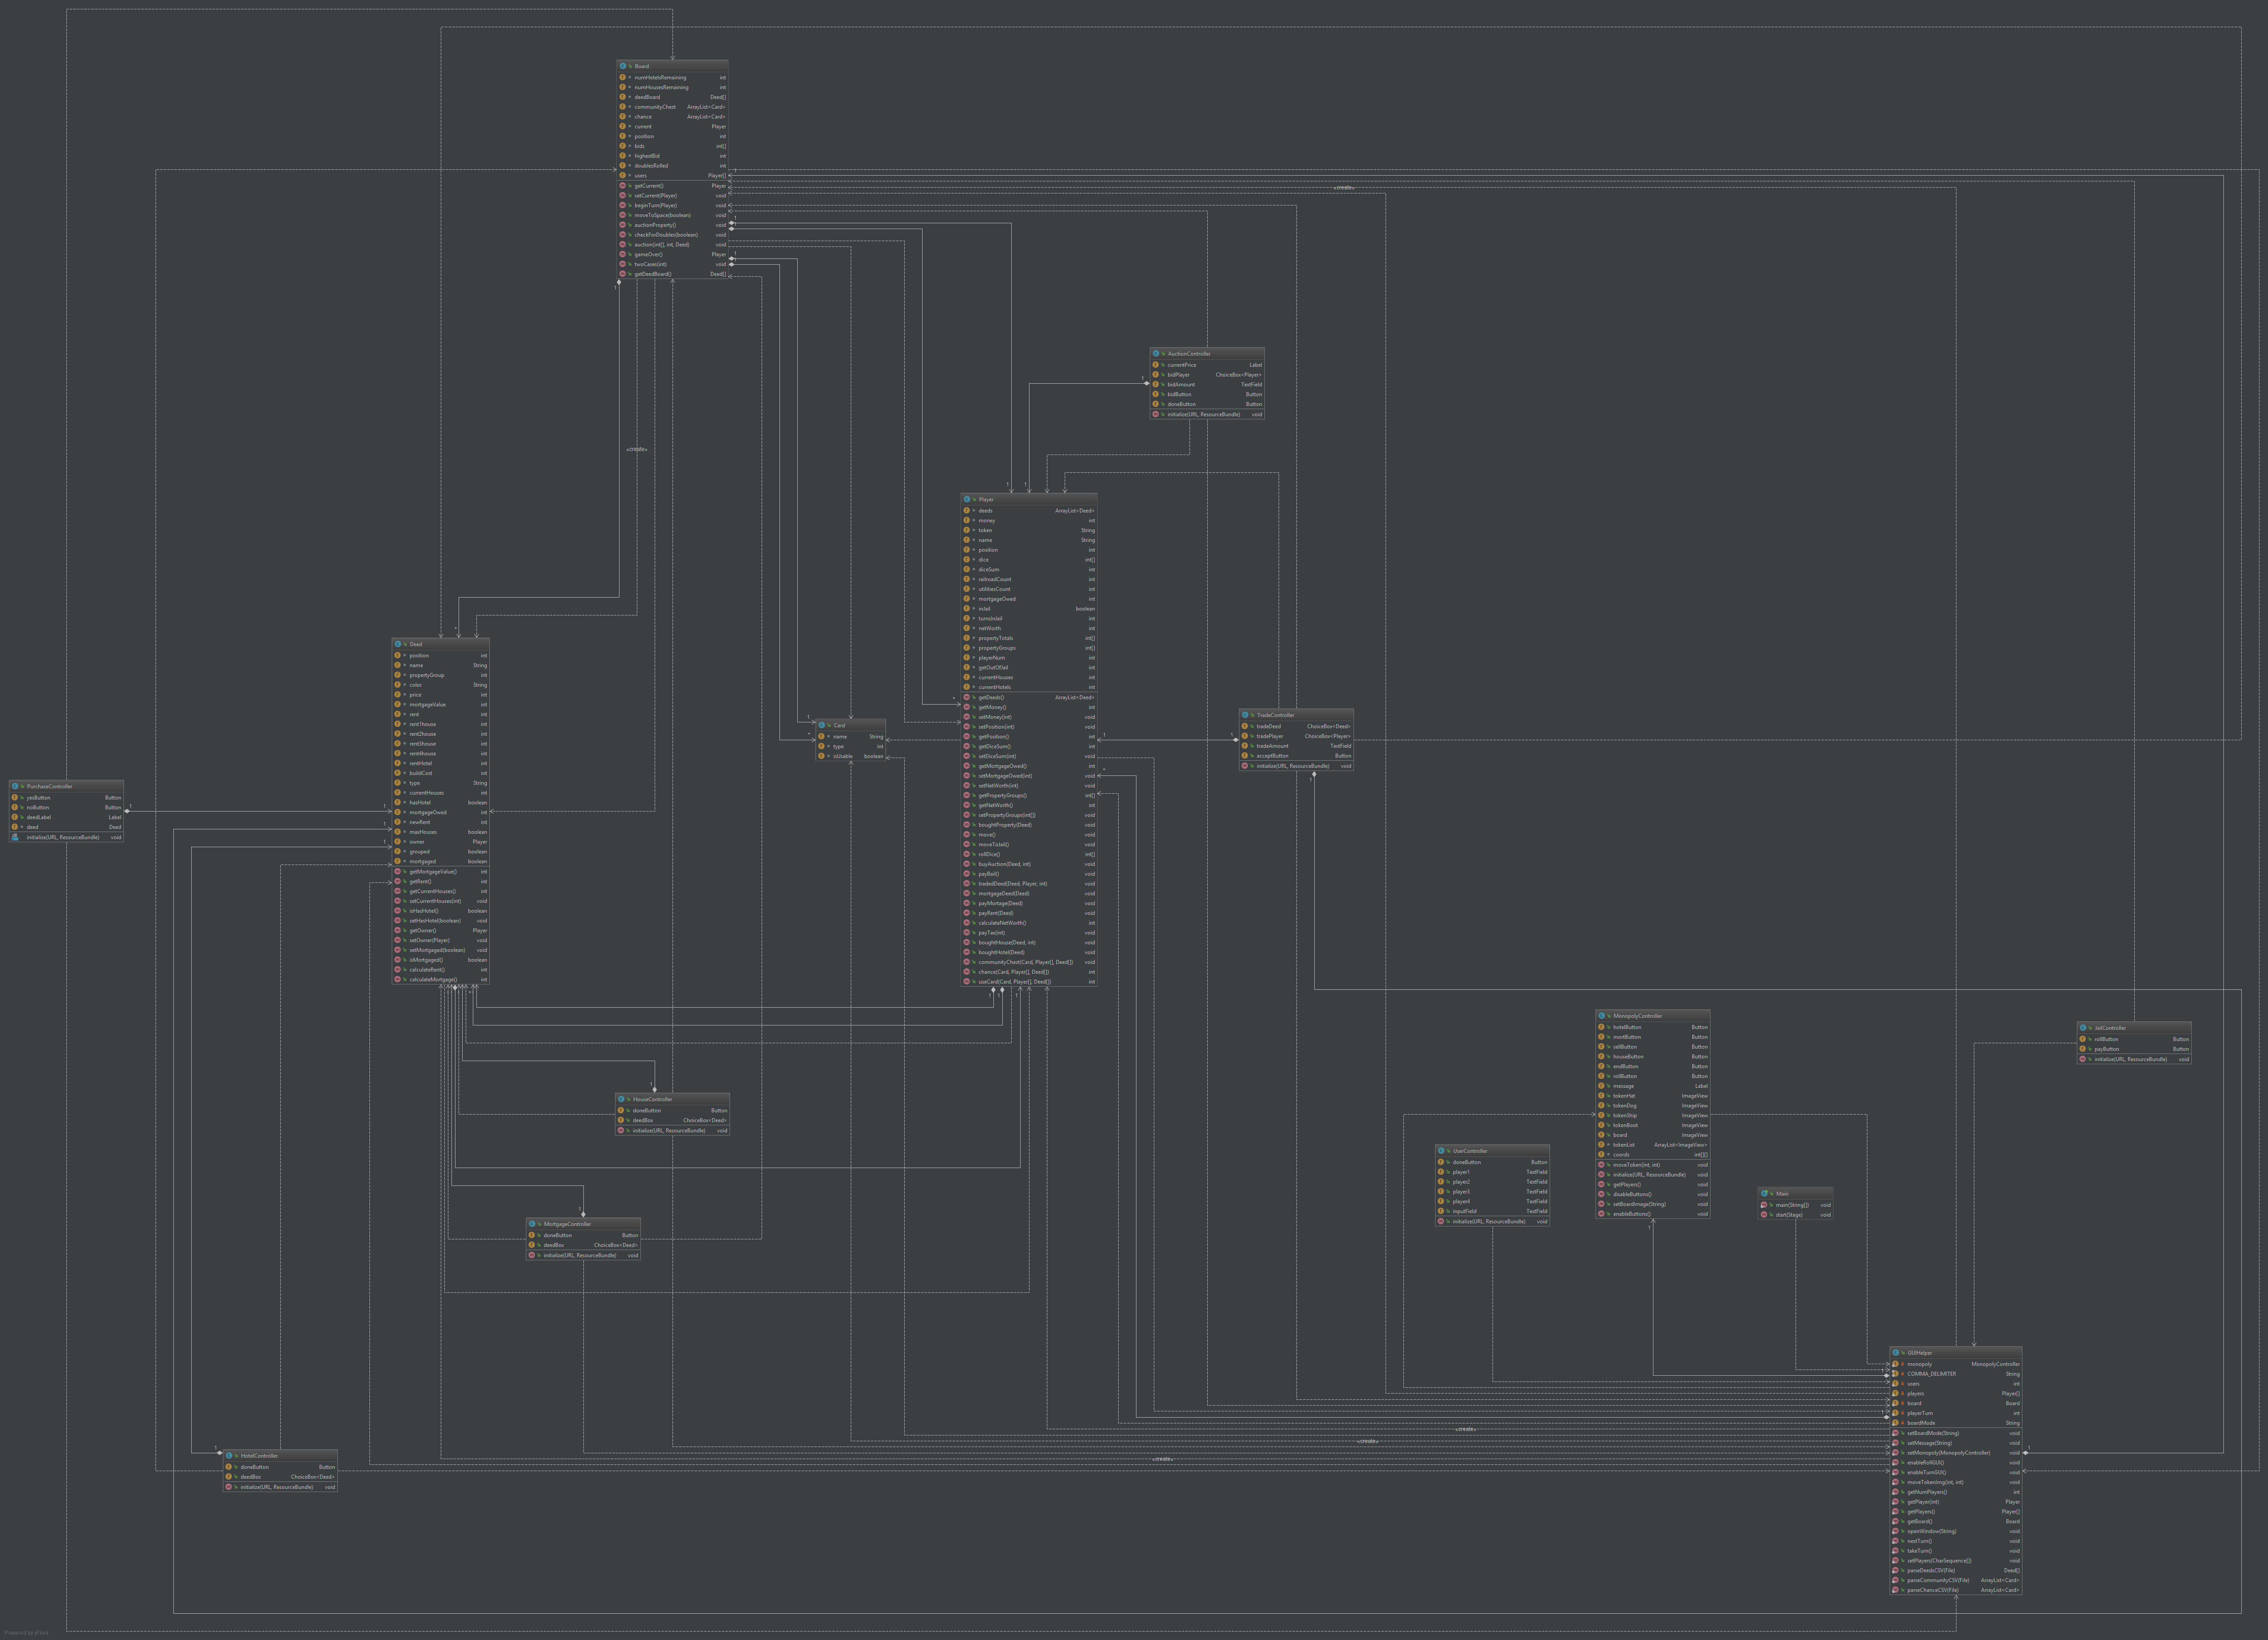 Board
numHotelsRemaining int
numHousesRemaining int
deedBoard Deed[]
communityChest ArrayList<Card>
chance ArrayList<Card>
current Player
position int
bids int[]
highestBid int
doublesRolled int
users Player[]
getCurrent() Player
setCurrent(Player) void
beginTurn(Player) void
moveToSpace(boolean) void
auctionProperty() void
checkForDoubles(boolean) void
auction(int[], int, Deed) void
gameOver() Player
twoCases(int) void
getDeedBoard() Deed[]
«create»
«create»
AuctionController
currentPrice Label
bidPlayer ChoiceBox<Player>
bidAmount TextField
bidButton Button
doneButton Button
initialize(URL, ResourceBundle) void
Player
deeds ArrayList<Deed>
money int
token String
name String
position int
dice int[]
diceSum int
railroadCount int
utilitiesCount int
mortgageOwed int
inJail boolean
turnsInJail int
netWorth int
propertyTotals int[]
propertyGroups int[]
playerNum int
getOutOfJail int
currentHouses int
currentHotels int
getDeeds() ArrayList<Deed>
getMoney() int
setMoney(int) void
setPosition(int) void
getPosition() int
getDiceSum() int
setDiceSum(int) void
getMortgageOwed() int
setMortgageOwed(int) void
setNetWorth(int) void
getPropertyGroups() int[]
getNetWorth() int
setPropertyGroups(int[]) void
boughtProperty(Deed) void
move() void
moveToJail() void
rollDice() int[]
buyAuction(Deed, int) void
payBail() void
tradedDeed(Deed, Player, int) void
mortgageDeed(Deed) void
payMortage(Deed) void
payRent(Deed) void
calculateNetWorth() int
payTax(int) void
boughtHouse(Deed, int) void
boughtHotel(Deed) void
communityChest(Card, Player[], Deed[]) void
chance(Card, Player[], Deed[]) int
useCard(Card, Player[], Deed[]) int
Deed
position int
name String
propertyGroup int
color String
price int
mortgageValue int
rent int
rent1house int
rent2house int
rent3house int
rent4house int
rentHotel int
buildCost int
type String
currentHouses int
hasHotel boolean
mortgageOwed int
newRent int
maxHouses boolean
owner Player
grouped boolean
mortgaged boolean
getMortgageValue() int
getRent() int
getCurrentHouses() int
setCurrentHouses(int) void
isHasHotel() boolean
setHasHotel(boolean) void
getOwner() Player
setOwner(Player) void
setMortgaged(boolean) void
isMortgaged() boolean
calculateRent() int
calculateMortgage() int
Card
name String
type int
isUsable boolean
TradeController
tradeDeed ChoiceBox<Deed>
tradePlayer ChoiceBox<Player>
tradeAmount TextField
acceptButton Button
initialize(URL, ResourceBundle) void
PurchaseController
yesButton Button
noButton Button
deedLabel Label
deed Deed
initialize(URL, ResourceBundle) void
MonopolyController
hotelButton Button
mortButton Button
sellButton Button
houseButton Button
endButton Button
rollButton Button
message Label
tokenHat ImageView
tokenDog ImageView
tokenShip ImageView
tokenBoot ImageView
board ImageView
tokenList ArrayList<ImageView>
coords int[][]
moveToken(int, int) void
initialize(URL, ResourceBundle) void
getPlayers() void
disableButtons() void
setBoardImage(String) void
enableButtons() void
JailController
rollButton Button
payButton Button
initialize(URL, ResourceBundle) void
HouseController
doneButton Button
deedBox ChoiceBox<Deed>
initialize(URL, ResourceBundle) void
UserController
doneButton Button
player1 TextField
player2 TextField
player3 TextField
player4 TextField
inputField TextField
initialize(URL, ResourceBundle) void
Main
main(String[]) void
start(Stage) void
MortgageController
doneButton Button
deedBox ChoiceBox<Deed>
initialize(URL, ResourceBundle) void
GUIHelper
monopoly MonopolyController
COMMA_DELIMITER String
users int
players Player[]
board Board
playerTurn int
boardMode String
setBoardMode(String) void
setMessage(String) void
setMonopoly(MonopolyController) void
enableRollGUI() void
enableTurnGUI() void
moveTokenImg(int, int) void
getNumPlayers() int
getPlayer(int) Player
getPlayers() Player[]
getBoard() Board
openWindow(String) void
nextTurn() void
takeTurn() void
setPlayers(CharSequence[]) void
parseDeedsCSV(File) Deed[]
parseCommunityCSV(File) ArrayList<Card>
parseChanceCSV(File) ArrayList<Card>
«create»
«create»
«create»
HotelController
doneButton Button
deedBox ChoiceBox<Deed>
initialize(URL, ResourceBundle) void
Powered by yFiles